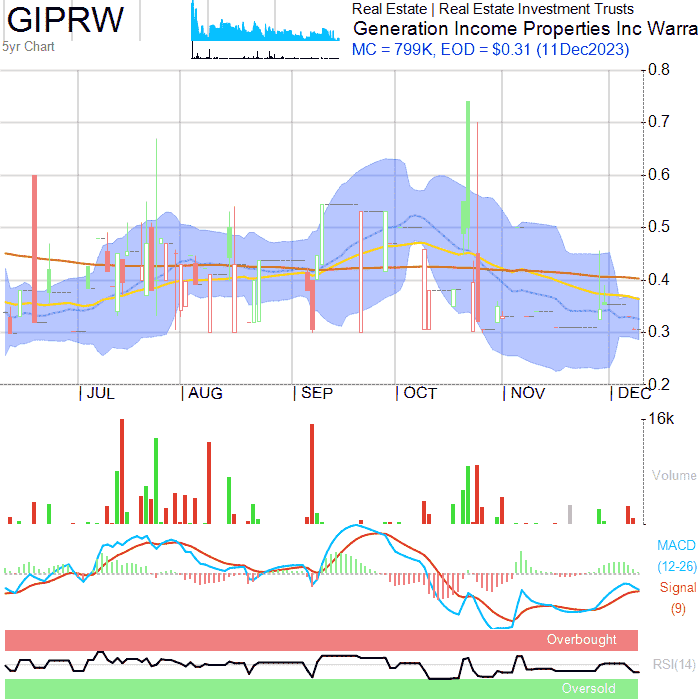 GIPRW
5yr Chart
Real Estate | Real Estate Investment Trusts
Generation Income Properties Inc Warra
MC = 799K, EOD = $0.31 (11Dec2023)
0.8
0.7
0.6
0.5
0.4
0.3
0.2
JUL AUG SEP OCT NOV DEC
16k
Volume
MACD
(12-26)
Signal
(9)
Overbought
RSI(14)
Oversold